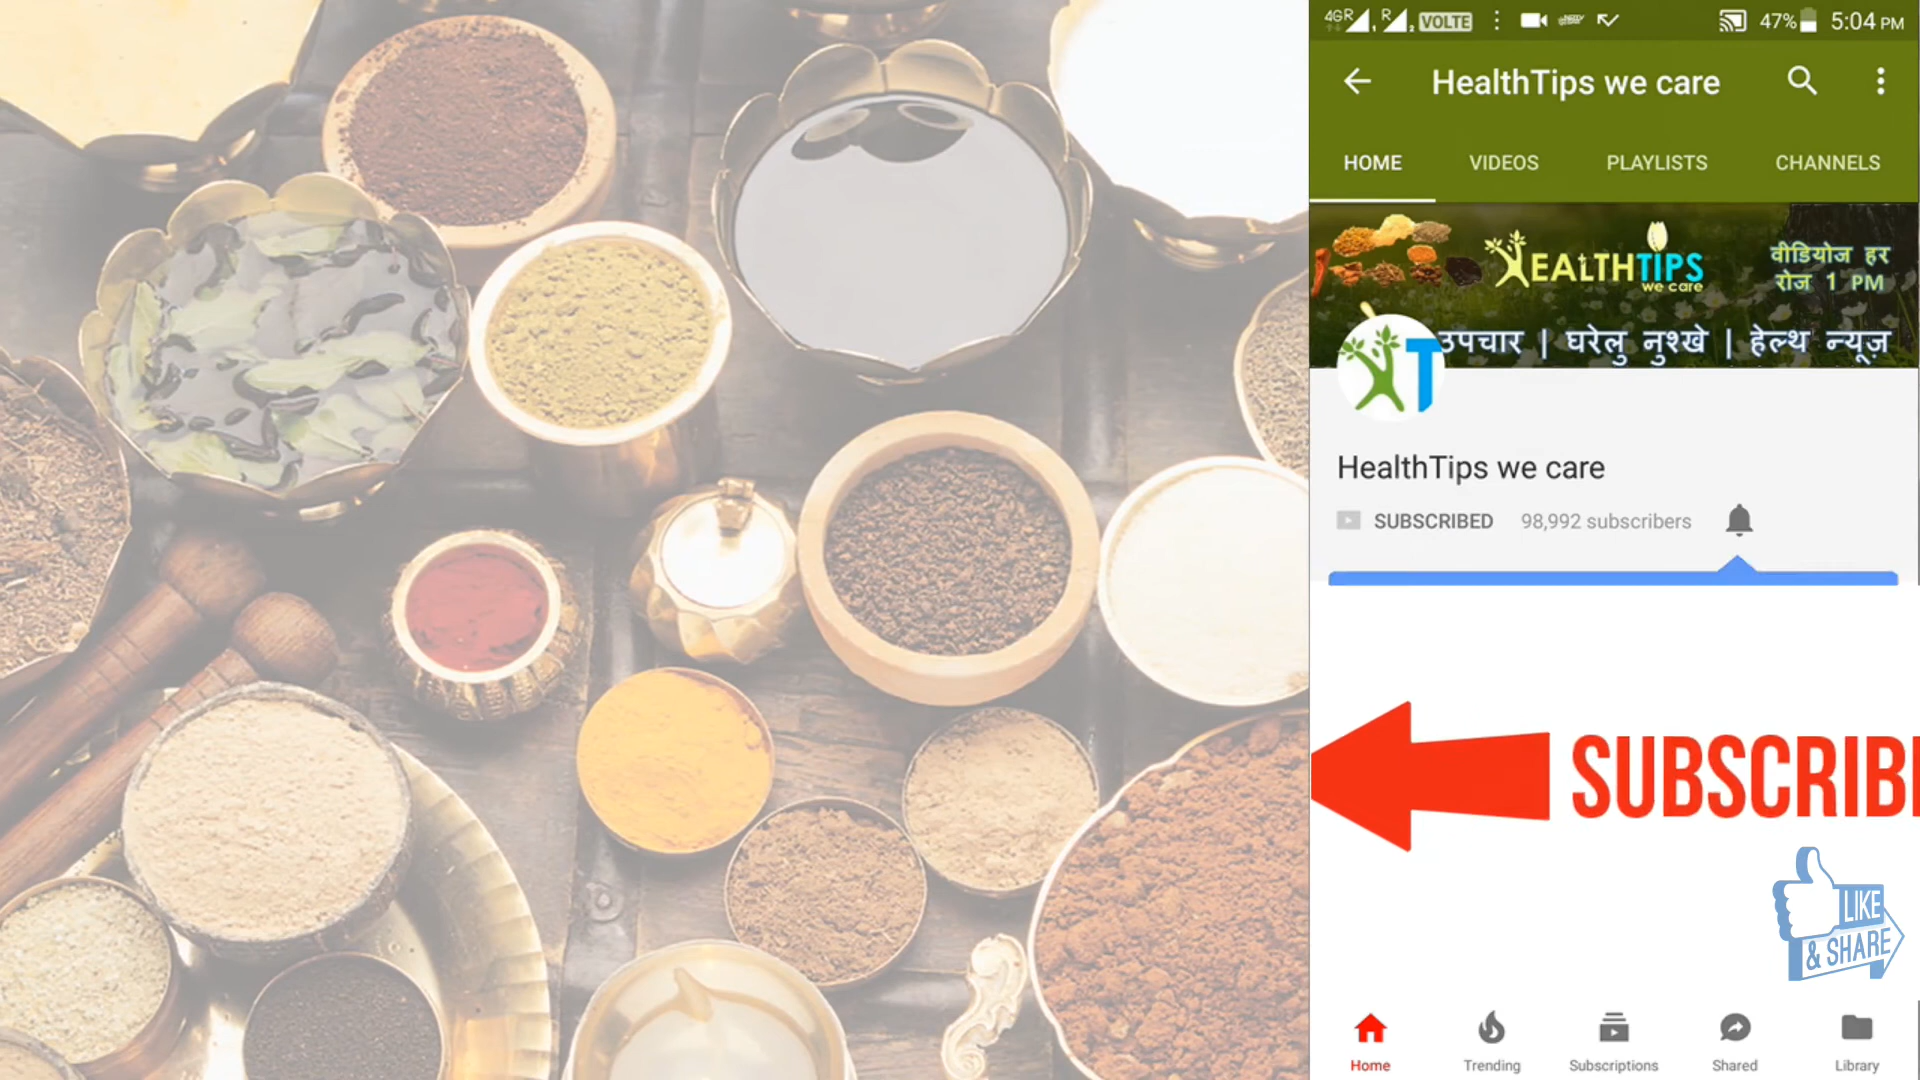 4G R R VOLTE 47% 5:04 PM
HealthTips we care
HOME VIDEOS PLAYLISTS CHANNELS
HEALTHTIPS
we care
वीडियोज हर
रोज 1 PM
उपचार | घरेलु नुश्खे | हेल्थ न्यूज़
T
HealthTips we care
SUBSCRIBED 98,992 subscribers
SUBSCRIBE
LIKE
& SHARE
Home Trending Subscriptions Shared Library